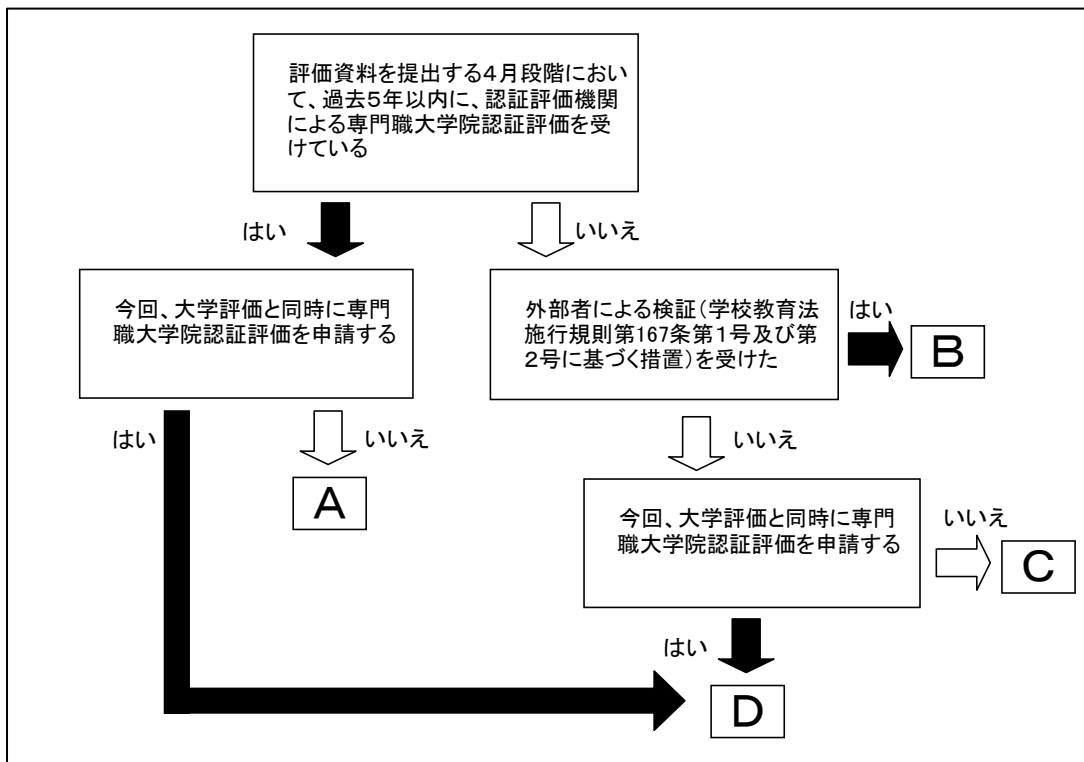 評価資料を提出する4月段階におい
て、過去5年以内に、認証評価機関
による専門職大学院認証評価を受
けている
はい
いいえ
今回、大学評価と同時に専門
職大学院認証評価を申請する
外部者による検証(学校教育法
施行規則第167条第1号及び第
2号に基づく措置)を受けた
はい
B
はい
いいえ
いいえ
A
今回、大学評価と同時に専門
職大学院認証評価を申請する
いいえ
C
はい
D